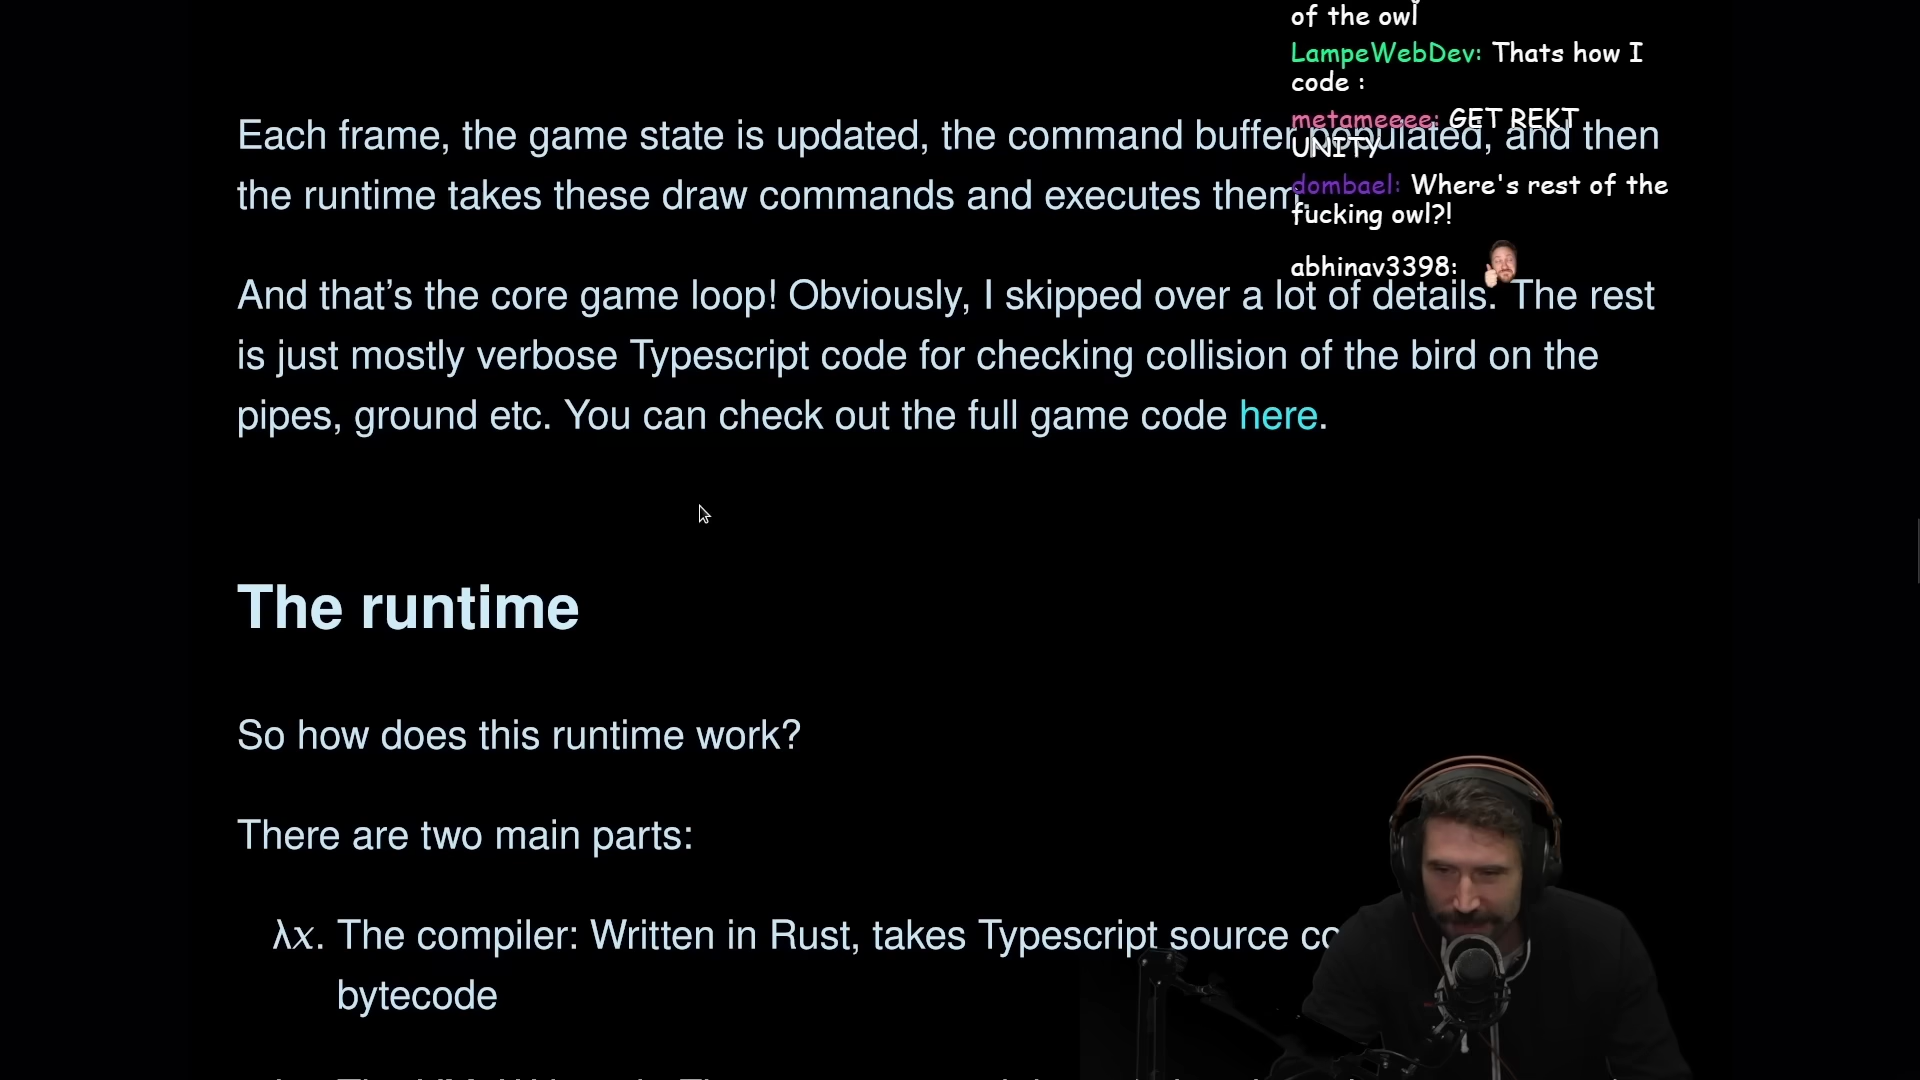 of the owl
LampeWebDev: Thats how I
code :
metameeee: GET REKT
UNITY
dombael: Where's rest of the
fucking owl?!
abhinav3398:
Each frame, the game state is updated, the command buffer populated, and then
the runtime takes these draw commands and executes them.
And that’s the core game loop! Obviously, I skipped over a lot of details. The rest
is just mostly verbose Typescript code for checking collision of the bird on the
pipes, ground etc. You can check out the full game code here.
The runtime
So how does this runtime work?
There are two main parts:
λx. The compiler: Written in Rust, takes Typescript source
bytecode